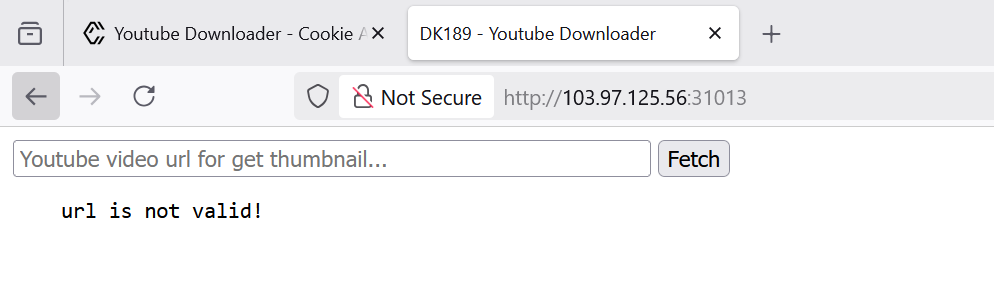 Youtube Downloader - Cookie A
DK189 - Youtube Downloader
Not Secure http://103.97.125.56:31013
Youtube video url for get thumbnail... Fetch
url is not valid!